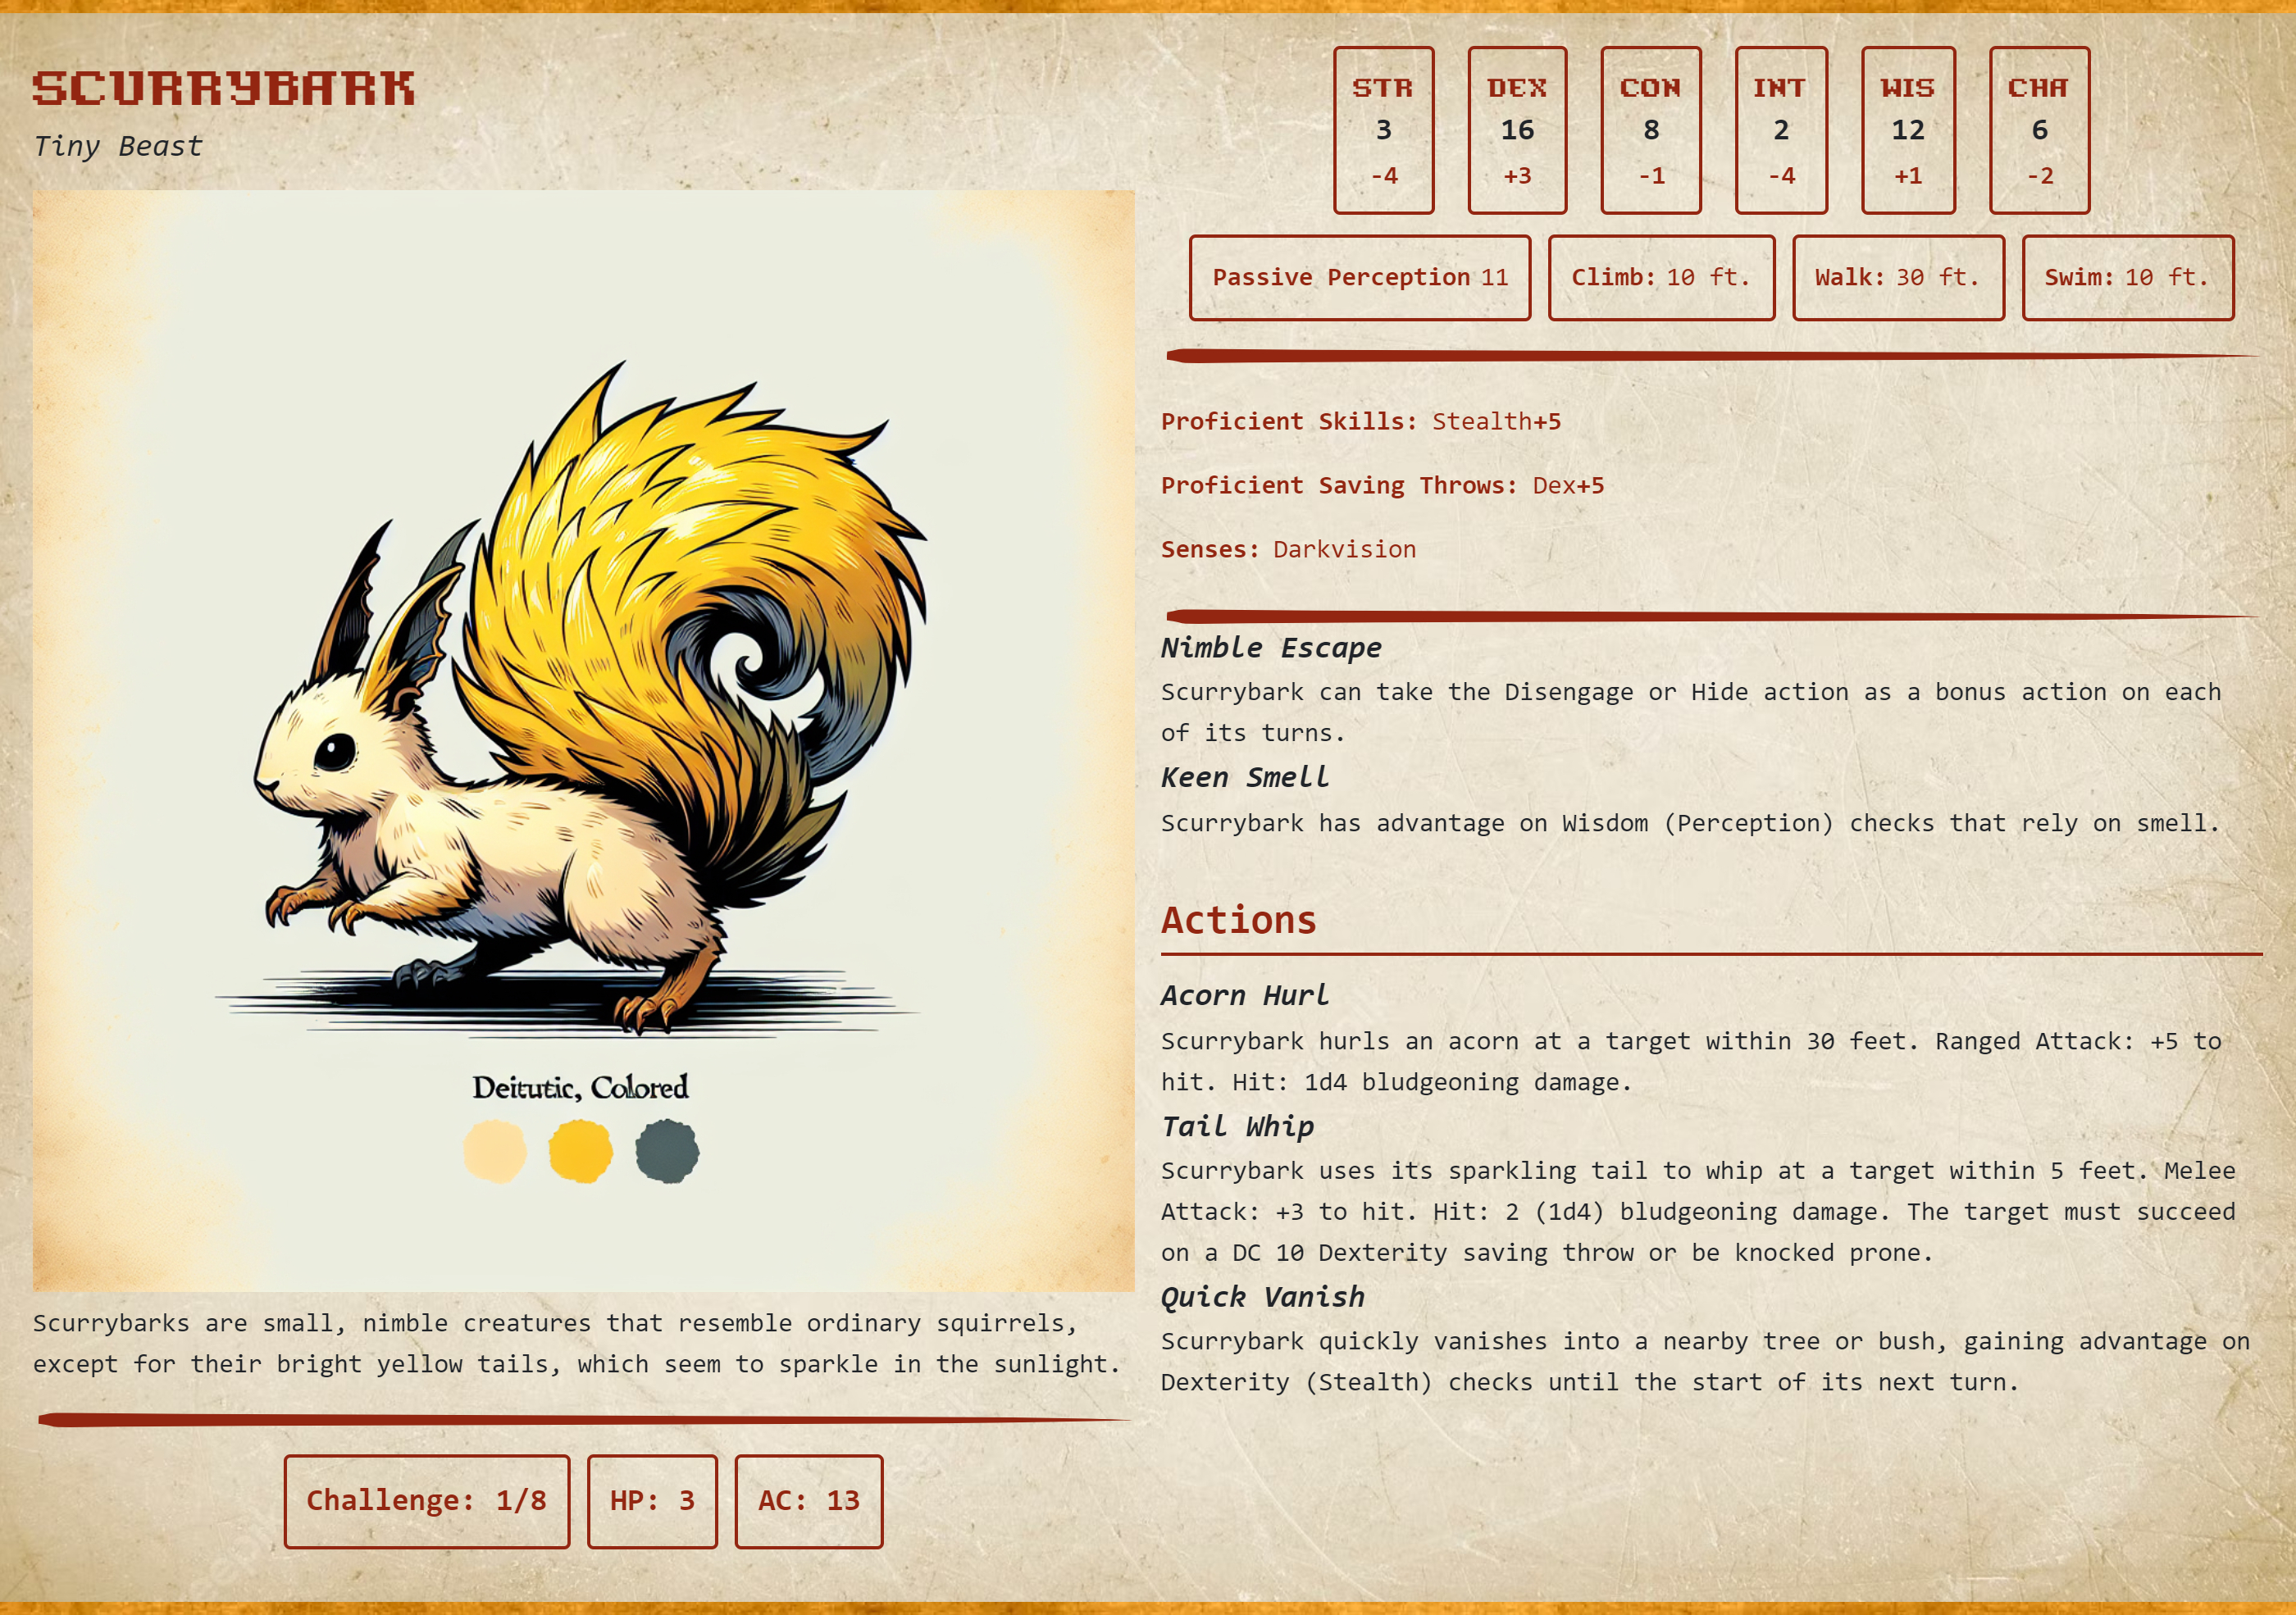 SCURRYBARK
Tiny Beast
Deitutic, Colored
Scurrybarks are small, nimble creatures that resemble ordinary squirrels,
except for their bright yellow tails, which seem to sparkle in the sunlight.
Challenge: 1/8 HP: 3 AC: 13
STR DEX CON INT WIS CHA
3 16 8 2 12 6
-4 +3 -1 -4 +1 -2
Passive Perception 11 Climb: 10 ft. Walk: 30 ft. Swim: 10 ft.
Proficient Skills: Stealth+5
Proficient Saving Throws: Dex+5
Senses: Darkvision
Nimble Escape
Scurrybark can take the Disengage or Hide action as a bonus action on each
of its turns.
Keen Smell
Scurrybark has advantage on Wisdom (Perception) checks that rely on smell.
Actions
Acorn Hurl
Scurrybark hurls an acorn at a target within 30 feet. Ranged Attack: +5 to
hit. Hit: 1d4 bludgeoning damage.
Tail Whip
Scurrybark uses its sparkling tail to whip at a target within 5 feet. Melee
Attack: +3 to hit. Hit: 2 (1d4) bludgeoning damage. The target must succeed
on a DC 10 Dexterity saving throw or be knocked prone.
Quick Vanish
Scurrybark quickly vanishes into a nearby tree or bush, gaining advantage on
Dexterity (Stealth) checks until the start of its next turn.